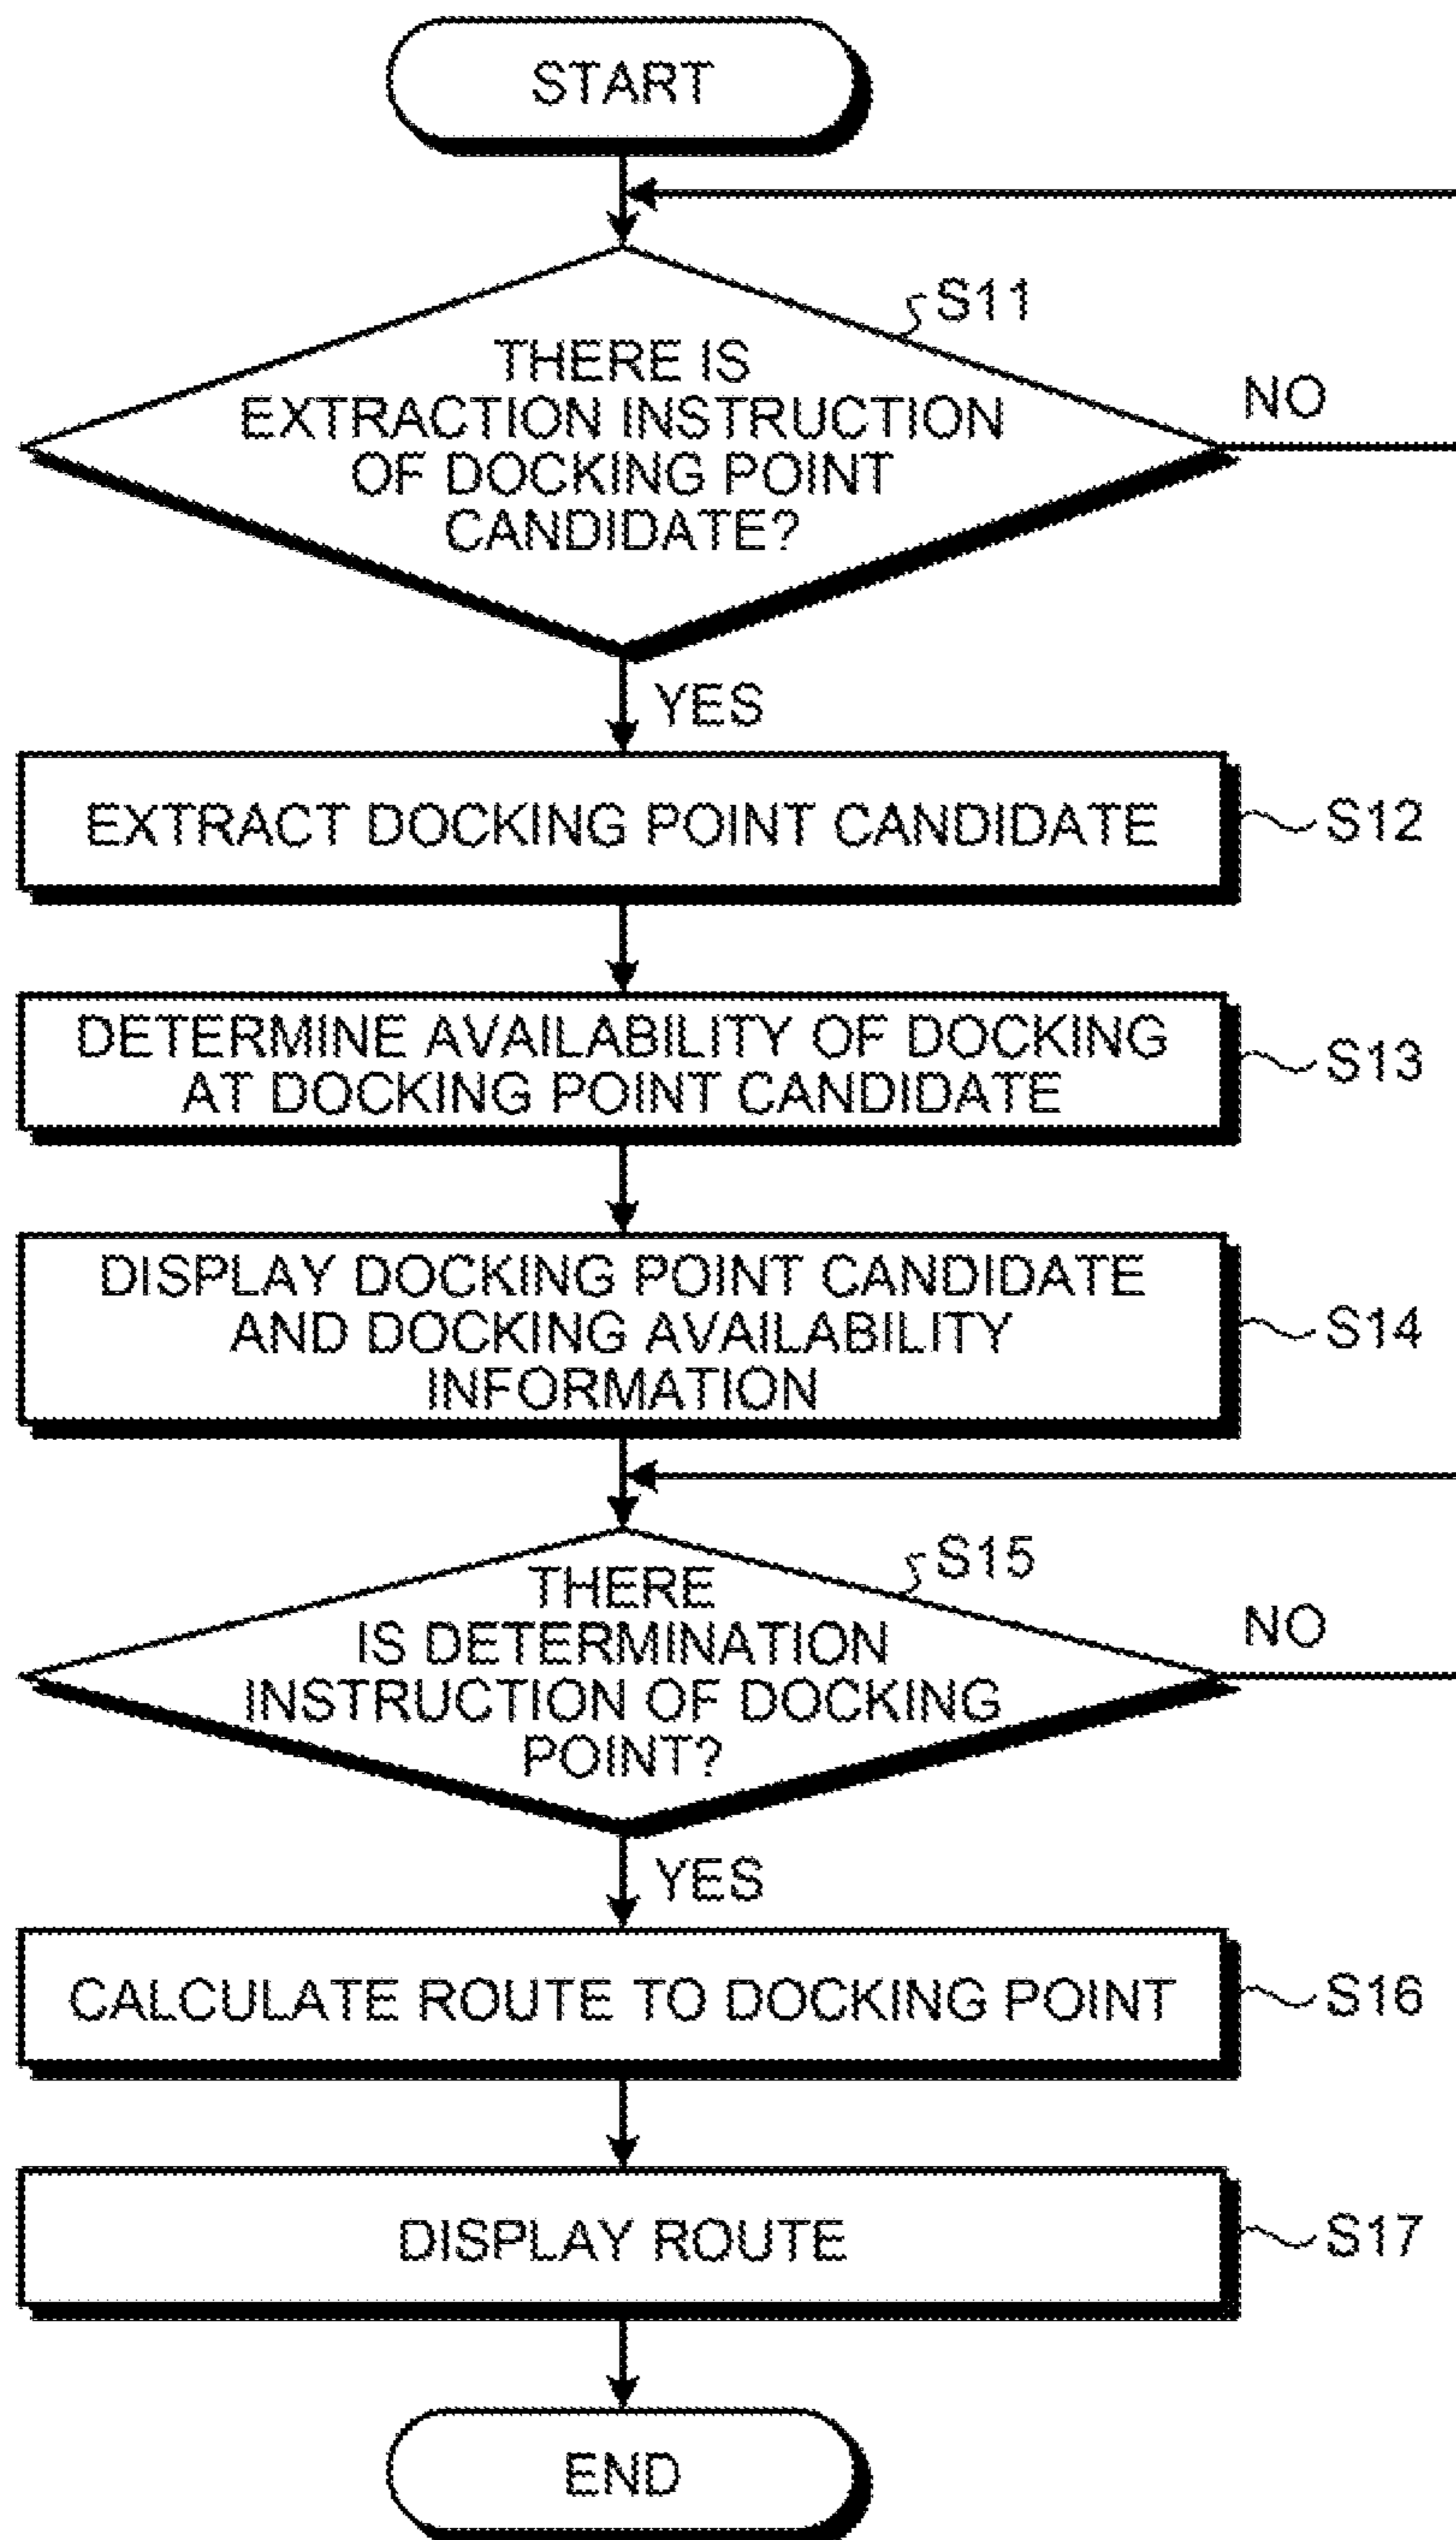 START
S11
THERE IS
EXTRACTION INSTRUCTION
OF DOCKING POINT
CANDIDATE?
NO
YES
EXTRACT DOCKING POINT CANDIDATE
S12
DETERMINE AVAILABILITY OF DOCKING
AT DOCKING POINT CANDIDATE
S13
DISPLAY DOCKING POINT CANDIDATE
AND DOCKING AVAILABILITY
INFORMATION
S14
S15
THERE
IS DETERMINATION
INSTRUCTION OF DOCKING
POINT?
NO
YES
CALCULATE ROUTE TO DOCKING POINT
S16
DISPLAY ROUTE
S17
END